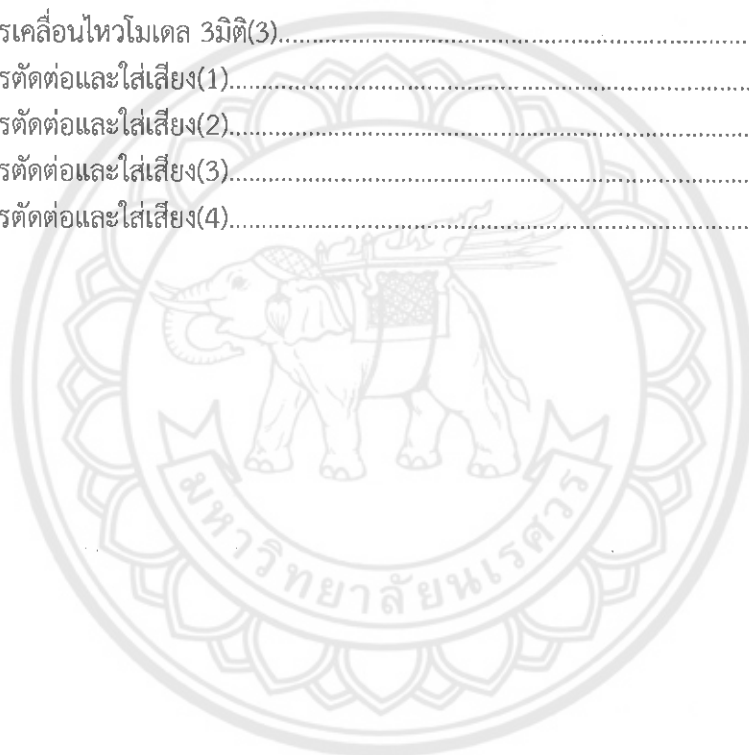 รเคลื่อนไหวโมเดล 3มิติ(3)..............................................................................................
รตัดต่อและใส่เสียง(1)........................................................................................................
รตัดต่อและใส่เสียง(2)........................................................................................................
รตัดต่อและใส่เสียง(3)........................................................................................................
รตัดต่อและใส่เสียง(4)........................................................................................................
มหาวิทยาลัยนเรศวร